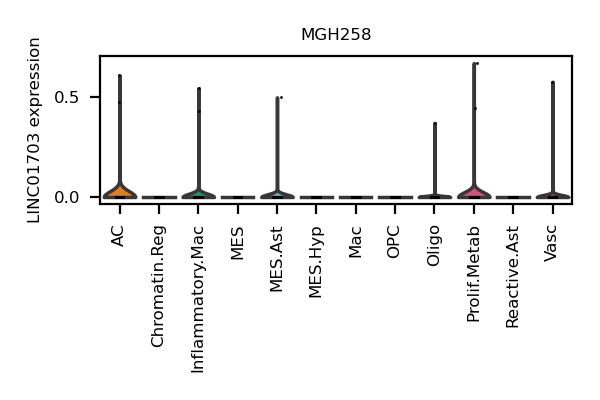 MGH258
LINC01703 expression
0.5
0.0
AC
Chromatin.Reg
Inflammatory.Mac
MES
MES.Ast
MES.Hyp
Mac
OPC
Oligo
Prolif.Metab
Reactive.Ast
Vasc